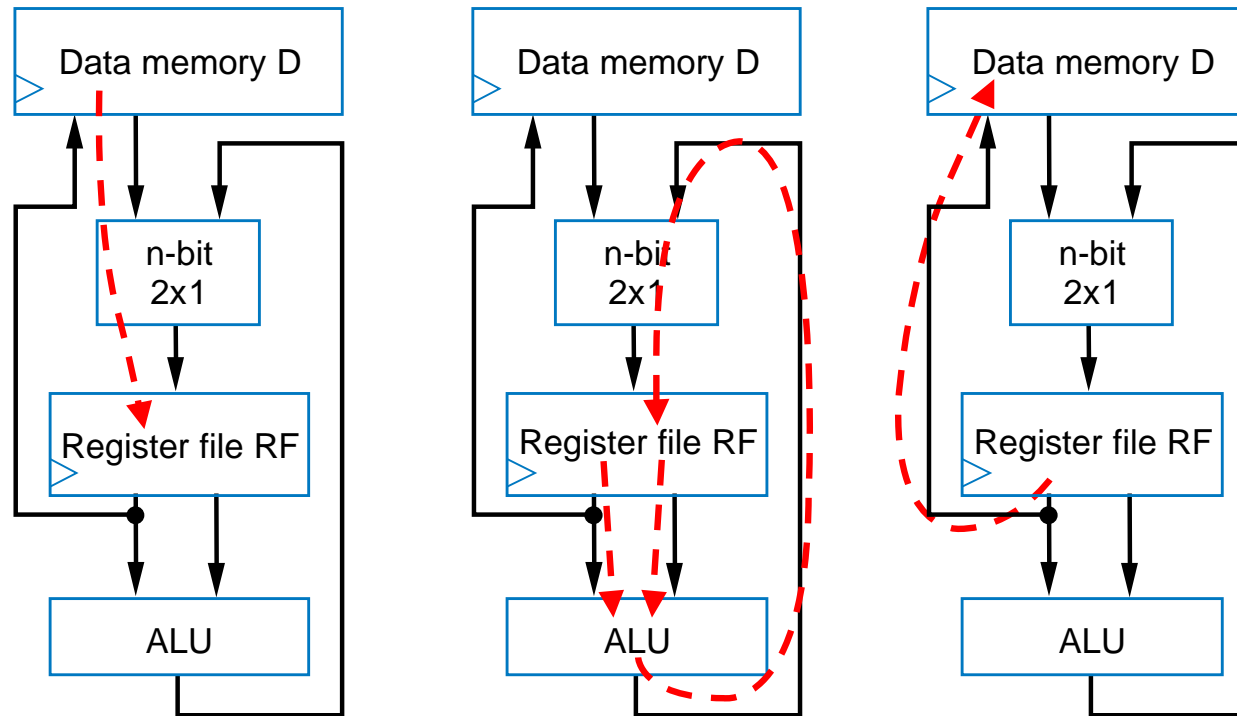 Data memory D
n-bit
2x1
Register file RF
ALU
Data memory D
n-bit
2x1
Register file RF
ALU
Data memory D
n-bit
2x1
Register file RF
ALU